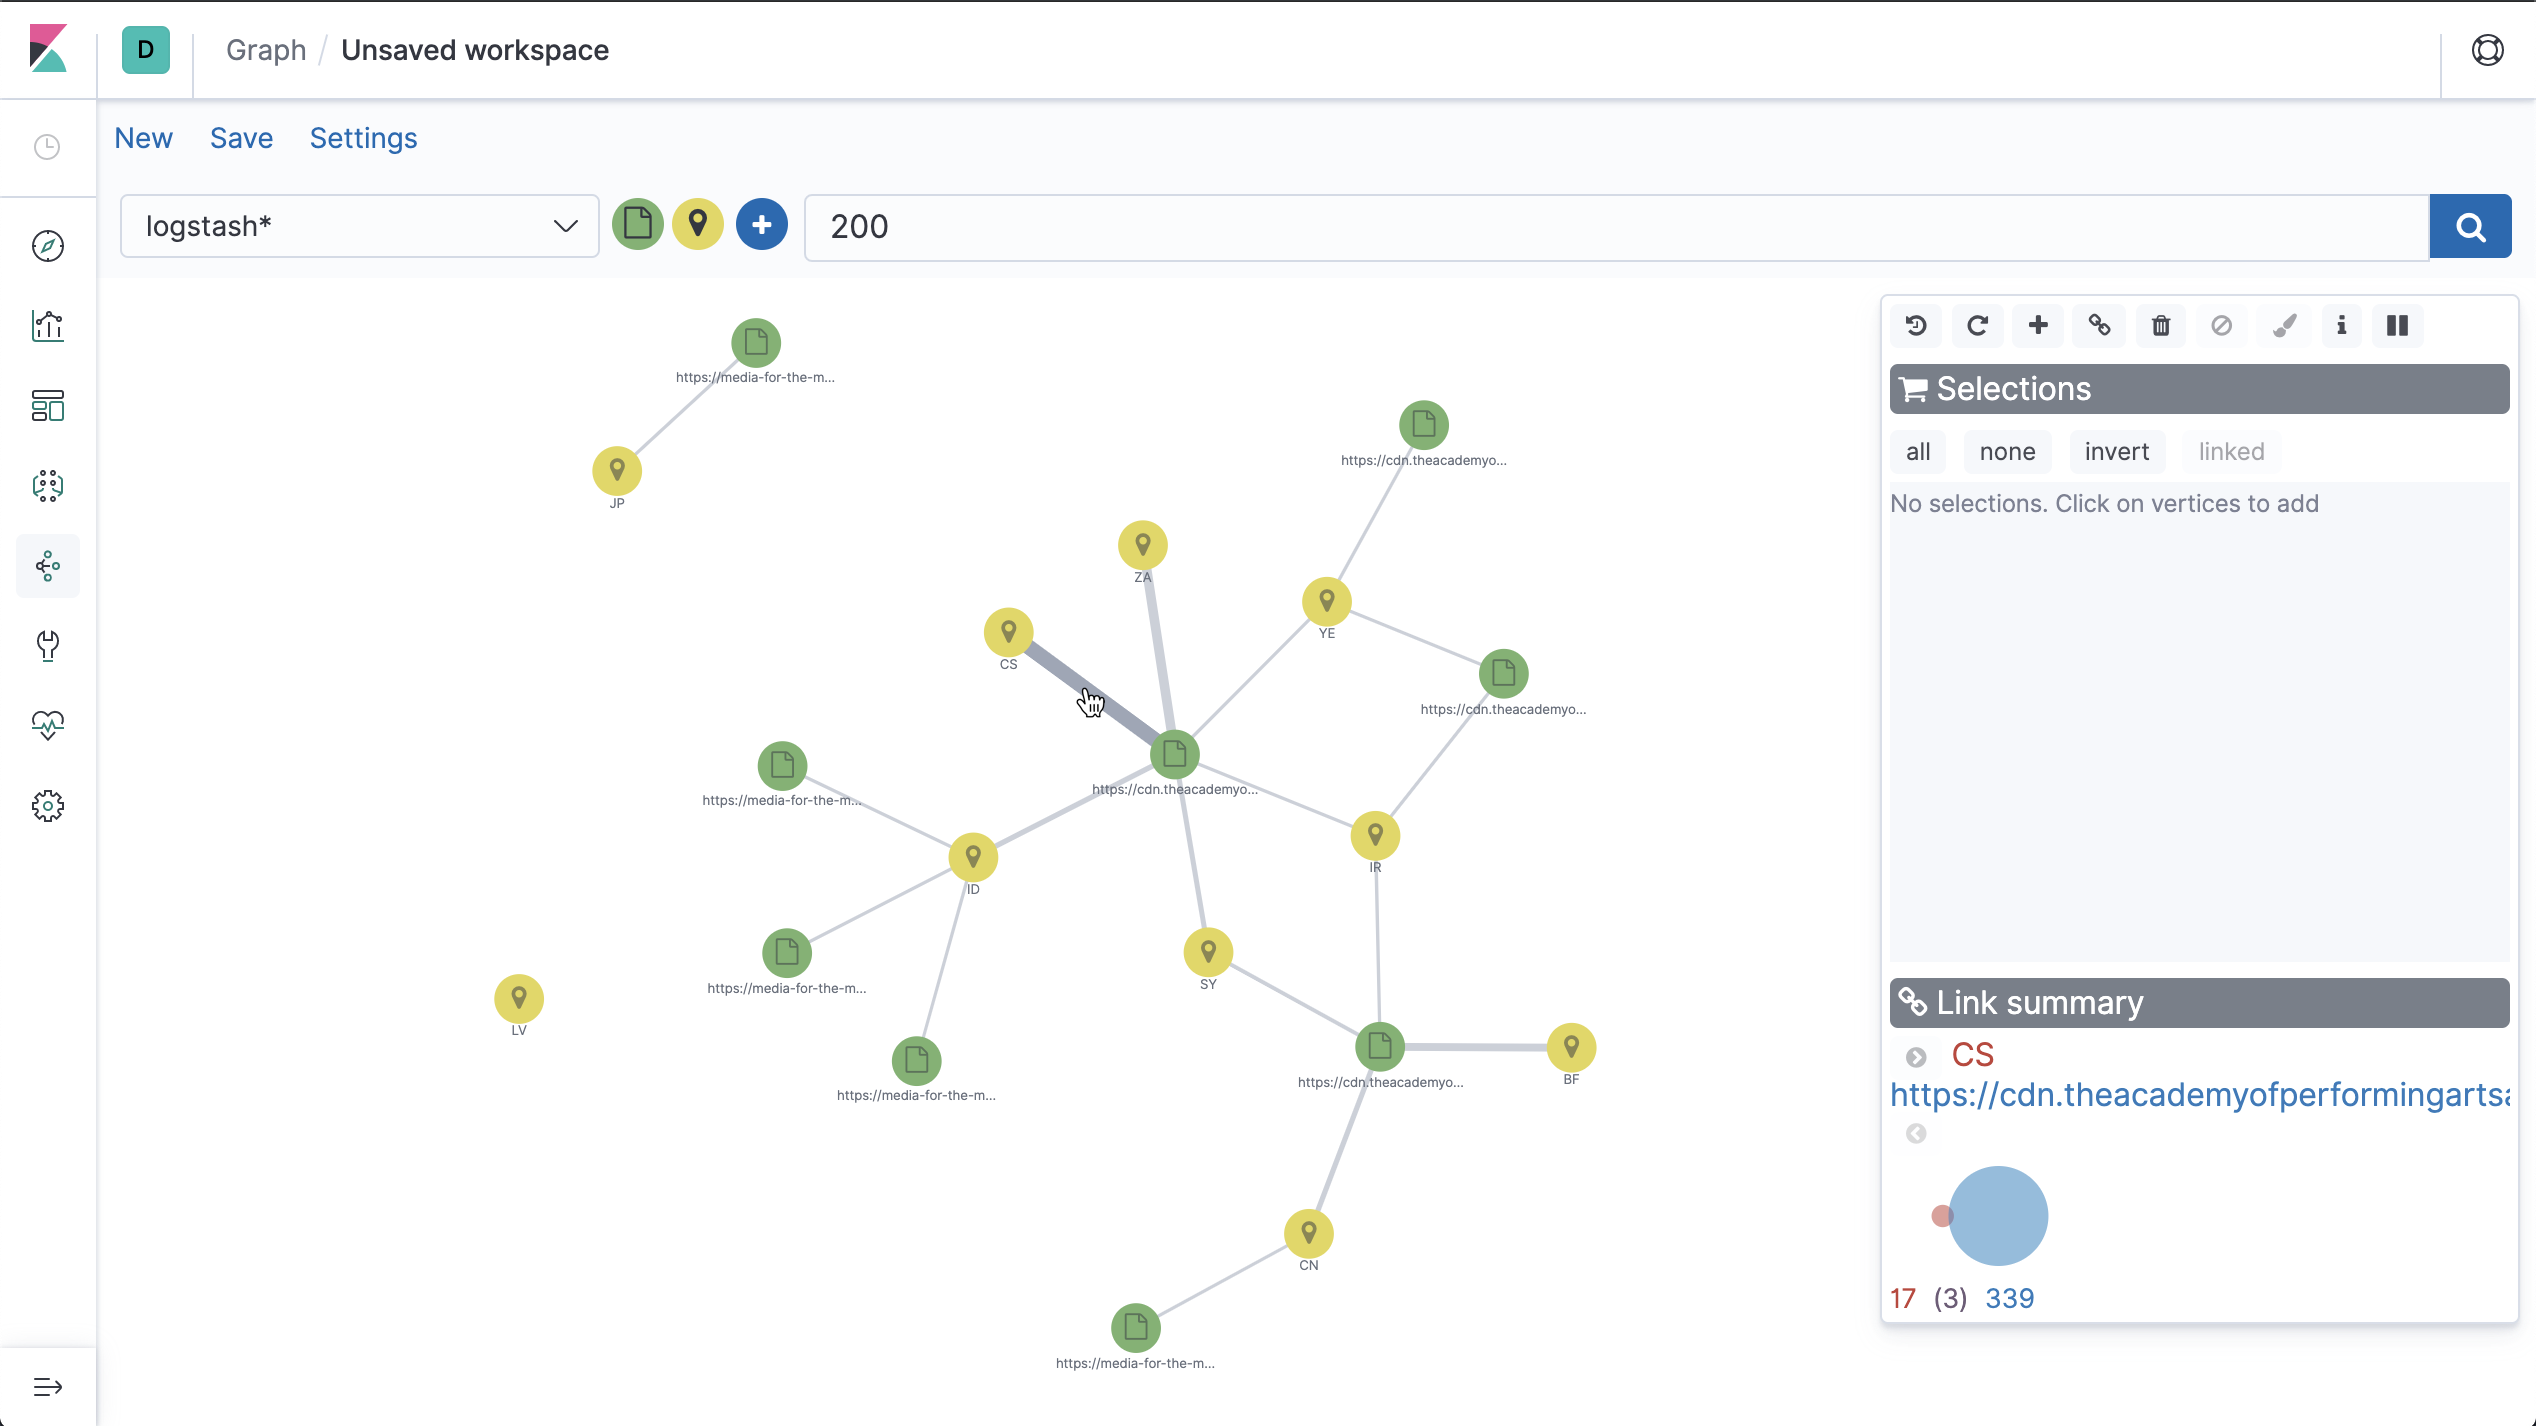 D
Graph / Unsaved workspace
New Save Settings
logstash*
200
https://media-for-the-m...
JP
https://cdn.theacademyo...
ZA
YE
CS
https://cdn.theacademyo...
https://media-for-the-m...
https://cdn.theacademyo...
IR
ID
https://media-for-the-m...
SY
LV
https://media-for-the-m...
https://cdn.theacademyo...
BF
CN
https://media-for-the-m...
Selections
all none invert linked
No selections. Click on vertices to add
Link summary
CS
https://cdn.theacademyofperformingartsa
17 (3) 339